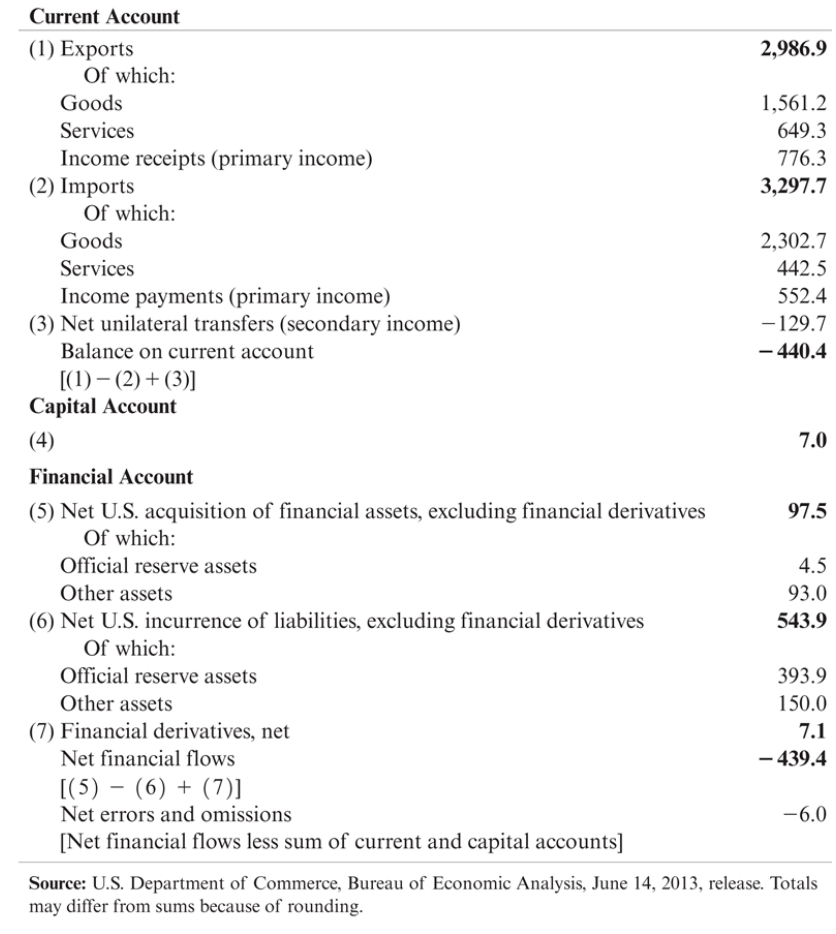 Current Account
(1) Exports 2,986.9
Of which:
Goods 1,561.2
Services 649.3
Income receipts (primary income) 776.3
(2) Imports 3,297.7
Of which:
Goods 2,302.7
Services 442.5
Income payments (primary income) 552.4
(3) Net unilateral transfers (secondary income) −129.7
Balance on current account −440.4
[(1) − (2) + (3)]
Capital Account
(4) 7.0
Financial Account
(5) Net U.S. acquisition of financial assets, excluding financial derivatives 97.5
Of which:
Official reserve assets 4.5
Other assets 93.0
(6) Net U.S. incurrence of liabilities, excluding financial derivatives 543.9
Of which:
Official reserve assets 393.9
Other assets 150.0
(7) Financial derivatives, net 7.1
Net financial flows −439.4
[(5) − (6) + (7)]
Net errors and omissions −6.0
[Net financial flows less sum of current and capital accounts]
Source: U.S. Department of Commerce, Bureau of Economic Analysis, June 14, 2013, release. Totals
may differ from sums because of rounding.